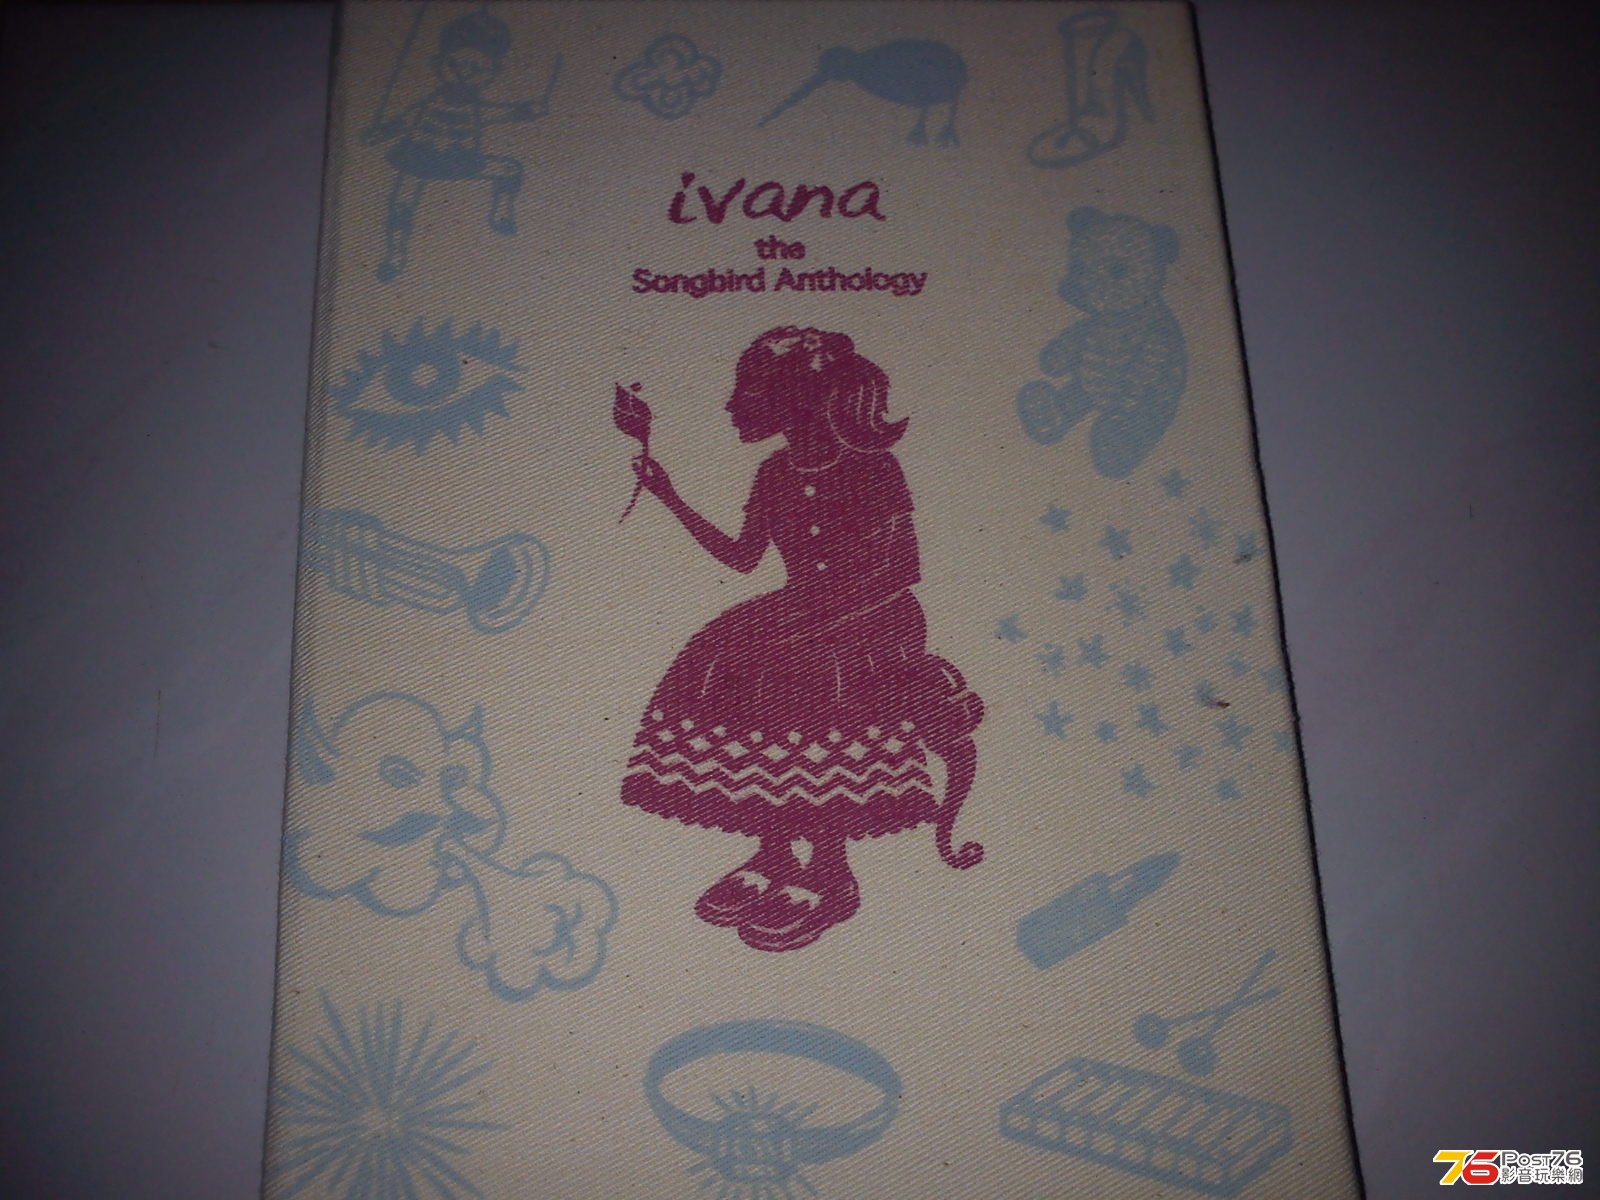 ivana
the
Songbird Anthology
76 Post76
影音玩樂網